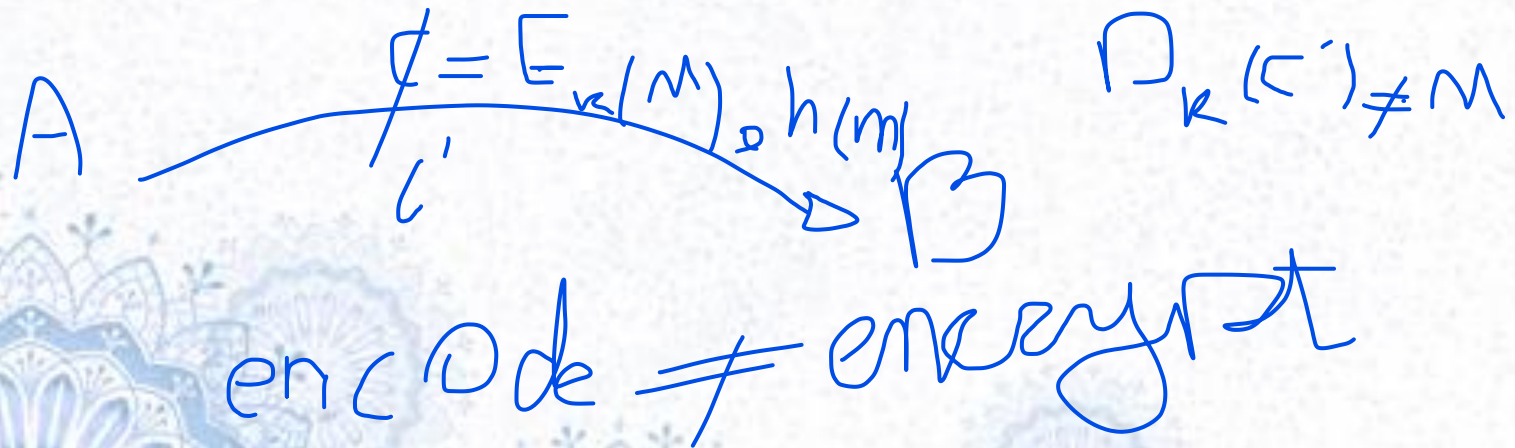 C = E_K(M) . h(m)
D_K(C') ≠ M
A
C'
B
encode ≠ encrypt